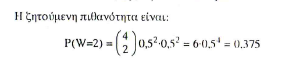 Η ζητούμενη πιθανότητα είναι:
P(W=2) = (4 2) 0,5²·0,5² = 6·0,5⁴ = 0,375